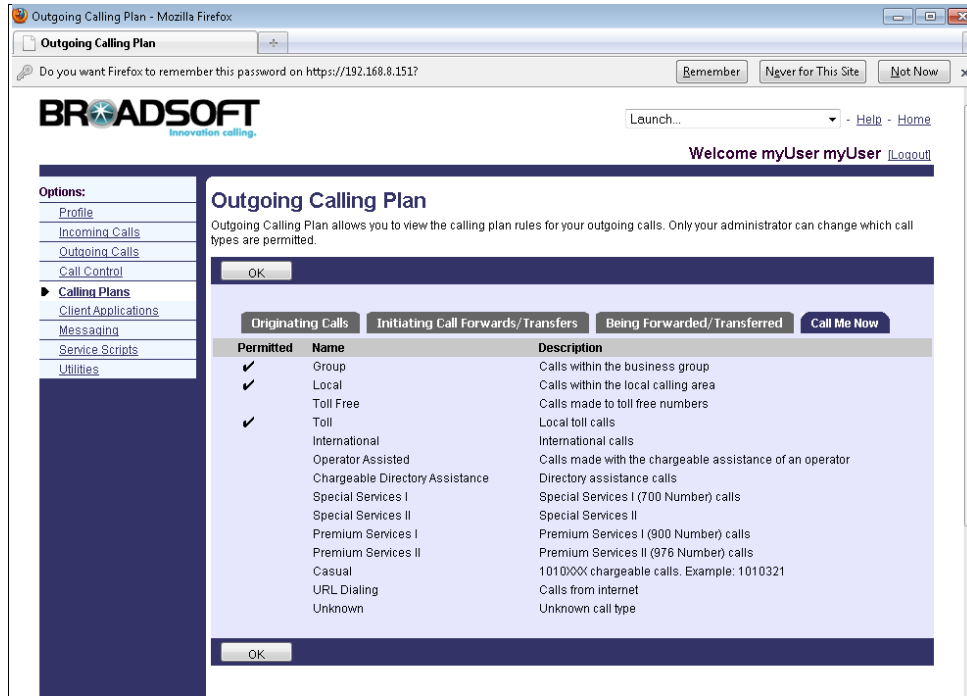 Outgoing Calling Plan - Mozilla Firefox
Outgoing Calling Plan
Do you want Firefox to remember this password on https://192.168.8.151?
Remember
Never for This Site
Not Now
BROADSOFT
Innovation calling.
Launch... - Help - Home
Welcome myUser myUser [Logout]
Options:
Profile
Incoming Calls
Outgoing Calls
Call Control
Calling Plans
Client Applications
Messaging
Service Scripts
Utilities
Outgoing Calling Plan
Outgoing Calling Plan allows you to view the calling plan rules for your outgoing calls. Only your administrator can change which call
types are permitted.
OK
Originating Calls Initiating Call Forwards/Transfers Being Forwarded/Transferred Call Me Now
Permitted Name Description
✔ Group Calls within the business group
✔ Local Calls within the local calling area
Toll Free Calls made to toll free numbers
✔ Toll Local toll calls
International International calls
Operator Assisted Calls made with the chargeable assistance of an operator
Chargeable Directory Assistance Directory assistance calls
Special Services I Special Services I (700 Number) calls
Special Services II Special Services II
Premium Services I Premium Services I (900 Number) calls
Premium Services II Premium Services II (976 Number) calls
Casual 1010XXX chargeable calls. Example: 1010321
URL Dialing Calls from internet
Unknown Unknown call type
OK